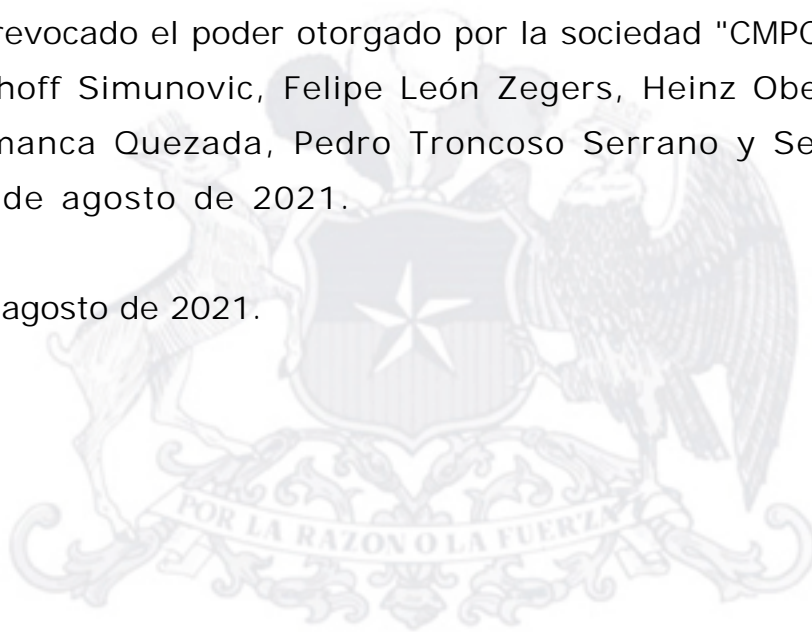 revocado el poder otorgado por la sociedad "CMPC
hoff Simunovic, Felipe León Zegers, Heinz Obe
manca Quezada, Pedro Troncoso Serrano y Se
de agosto de 2021.
agosto de 2021.
POR LA RAZON O LA FUERZA